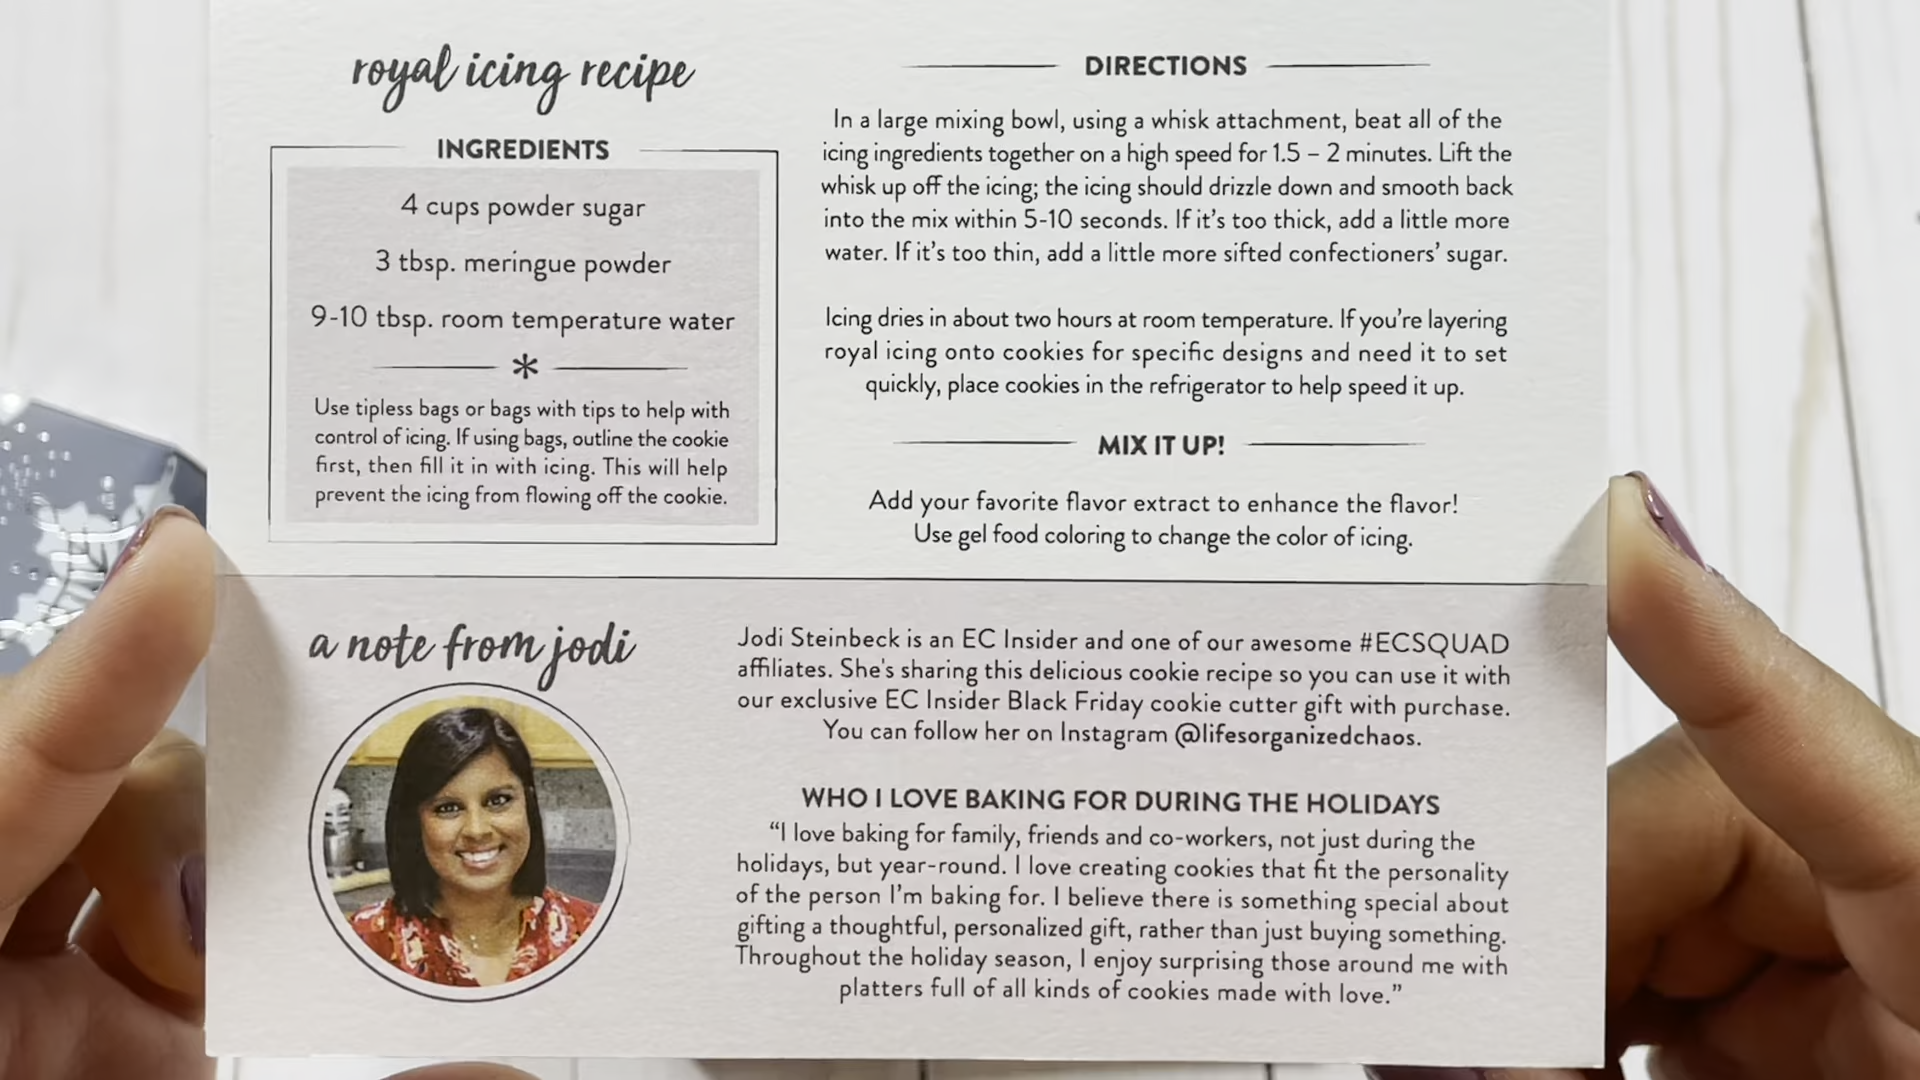 royal icing recipe
INGREDIENTS
4 cups powder sugar
3 tbsp. meringue powder
9-10 tbsp. room temperature water
*
Use tipless bags or bags with tips to help with
control of icing. If using bags, outline the cookie
first, then fill it in with icing. This will help
prevent the icing from flowing off the cookie.
DIRECTIONS
In a large mixing bowl, using a whisk attachment, beat all of the
icing ingredients together on a high speed for 1.5 – 2 minutes. Lift the
whisk up off the icing; the icing should drizzle down and smooth back
into the mix within 5-10 seconds. If it's too thick, add a little more
water. If it's too thin, add a little more sifted confectioners' sugar.
Icing dries in about two hours at room temperature. If you're layering
royal icing onto cookies for specific designs and need it to set
quickly, place cookies in the refrigerator to help speed it up.
MIX IT UP!
Add your favorite flavor extract to enhance the flavor!
Use gel food coloring to change the color of icing.
a note from jodi
Jodi Steinbeck is an EC Insider and one of our awesome #ECSQUAD
affiliates. She's sharing this delicious cookie recipe so you can use it with
our exclusive EC Insider Black Friday cookie cutter gift with purchase.
You can follow her on Instagram @lifesorganizedchaos.
WHO I LOVE BAKING FOR DURING THE HOLIDAYS
“I love baking for family, friends and co-workers, not just during the
holidays, but year-round. I love creating cookies that fit the personality
of the person I'm baking for. I believe there is something special about
gifting a thoughtful, personalized gift, rather than just buying something.
Throughout the holiday season, I enjoy surprising those around me with
platters full of all kinds of cookies made with love.”